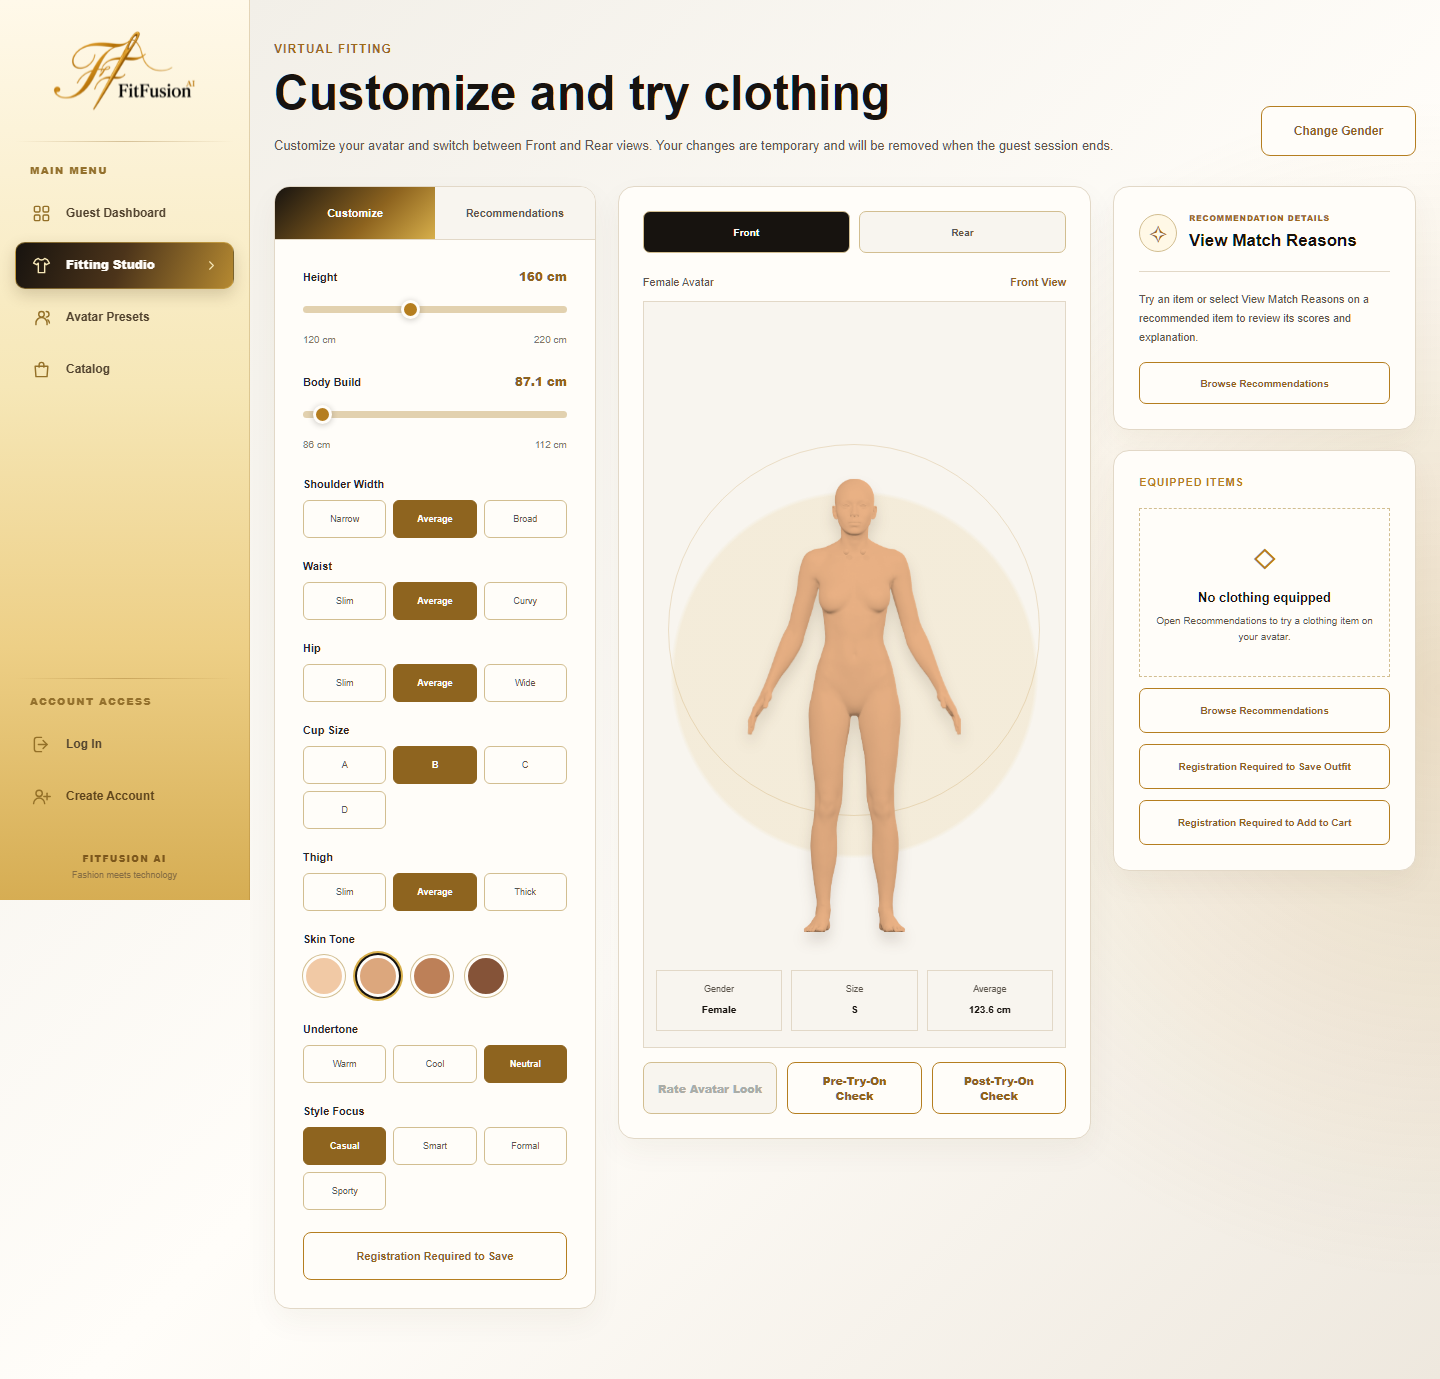 FitFusion AI
MAIN MENU
Guest Dashboard
Fitting Studio
Avatar Presets
Catalog
ACCOUNT ACCESS
Log In
Create Account
FITFUSION AI
Fashion meets technology
VIRTUAL FITTING
Customize and try clothing
Customize your avatar and switch between Front and Rear views. Your changes are temporary and will be removed when the guest session ends.
Change Gender
Customize
Recommendations
Height
160 cm
120 cm
220 cm
Body Build
87.1 cm
86 cm
112 cm
Shoulder Width
Narrow
Average
Broad
Waist
Slim
Average
Curvy
Hip
Slim
Average
Wide
Cup Size
A
B
C
D
Thigh
Slim
Average
Thick
Skin Tone
Undertone
Warm
Cool
Neutral
Style Focus
Casual
Smart
Formal
Sporty
Registration Required to Save
Front
Rear
Female Avatar
Front View
Gender
Female
Size
S
Average
123.6 cm
Rate Avatar Look
Pre-Try-On
Check
Post-Try-On
Check
RECOMMENDATION DETAILS
View Match Reasons
Try an item or select View Match Reasons on a
recommended item to review its scores and
explanation.
Browse Recommendations
EQUIPPED ITEMS
No clothing equipped
Open Recommendations to try a clothing item on
your avatar.
Browse Recommendations
Registration Required to Save Outfit
Registration Required to Add to Cart